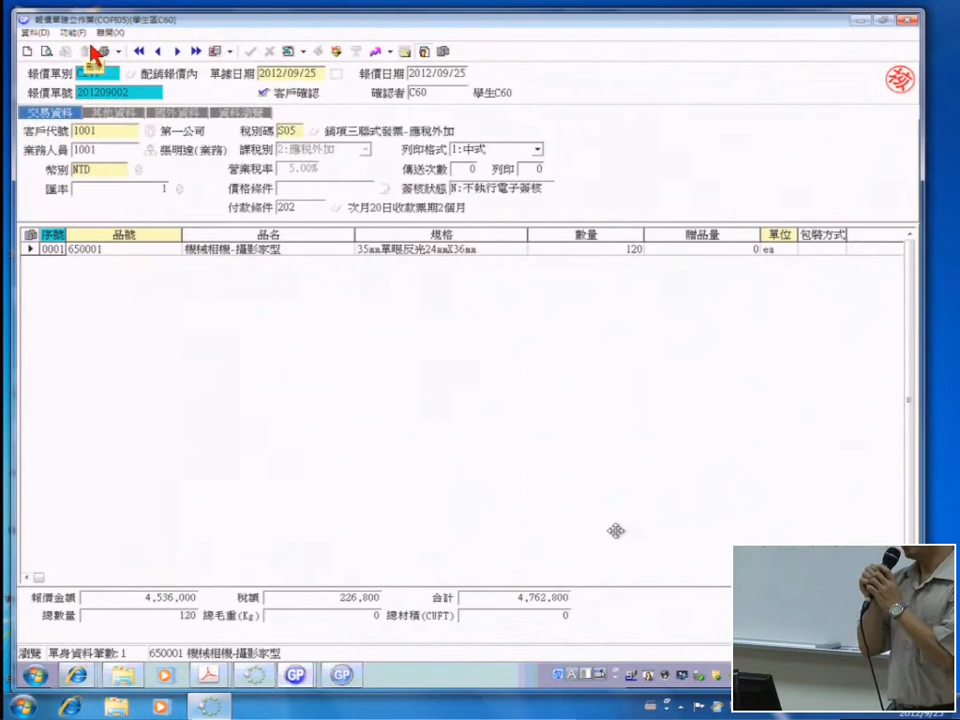 報價單建立作業(COPI05)[學生區C60]
資料(D) 功能(F) 離開(X)
報價單別 配銷報價內 單據日期 2012/09/25 報價日期 2012/09/25
報價單號 201209002 客戶確認 確認者 C60 學生C60
交易資料 其他資料 國外資料 資料瀏覽
客戶代號 1001 第一公司 稅別碼 S05 銷項三聯式發票-應稅外加
業務人員 1001 張明達(業務) 課稅別 2:應稅外加 列印格式 1:中式
幣別 NTD 營業稅率 5.00% 傳送次數 0 列印 0
匯率 1 價格條件 簽核狀態 N:不執行電子簽核
付款條件 202 次月20日收款票期2個月
序號 品號 品名 規格 數量 贈品量 單位 包裝方式
0001 650001 機械相機-攝影家型 35mm單眼反光24mmX36mm 120 0 ea
報價金額 4,536,000 稅額 226,800 合計 4,762,800
總數量 120 總毛重(Kg) 0 總材積(CUFT) 0
瀏覽 單身資料筆數:1 650001 機械相機-攝影家型